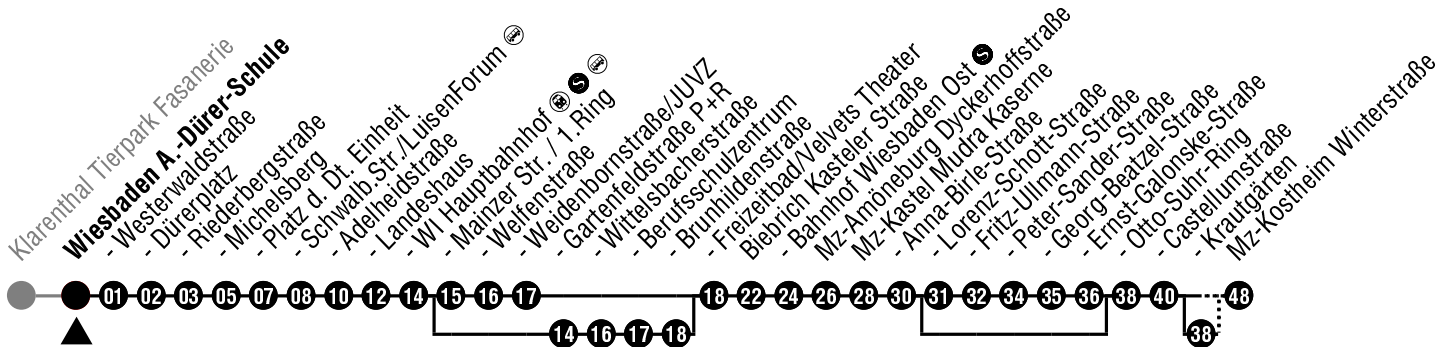 Klarenthal Tierpark Fasanerie
Wiesbaden A.-Dürer-Schule
- Westerwaldstraße
- Dürerplatz
- Riederbergstraße
- Michelsberg
- Platz d. Dt. Einheit
- Schwalb.Str./LuisenForum
- Adelheidstraße
- Landeshaus
- WI Hauptbahnhof S
- Mainzer Str. / 1.Ring
- Welfenstraße
- Weidenbornstraße/JUVZ
- Gartenfeldstraße P+R
- Wittelsbacherstraße
- Berufsschulzentrum
- Brunhildenstraße
- Freizeitbad/Velvets Theater
Biebrich Kasteler Straße
- Bahnhof Wiesbaden Ost S
Mz-Amöneburg Dyckerhoffstraße
Mz-Kastel Mudra Kaserne
- Anna-Birle-Straße
- Lorenz-Schott-Straße
- Fritz-Ullmann-Straße
- Peter-Sander-Straße
- Georg-Beatzel-Straße
- Ernst-Galonske-Straße
- Otto-Suhr-Ring
- Castellumstraße
- Krautgärten
Mz-Kostheim Winterstraße
01 02 03 05 07 08 10 12 14 15 16 17 18 22 24 26 28 30 31 32 34 35 36 38 40 48
14 16 17 18 38